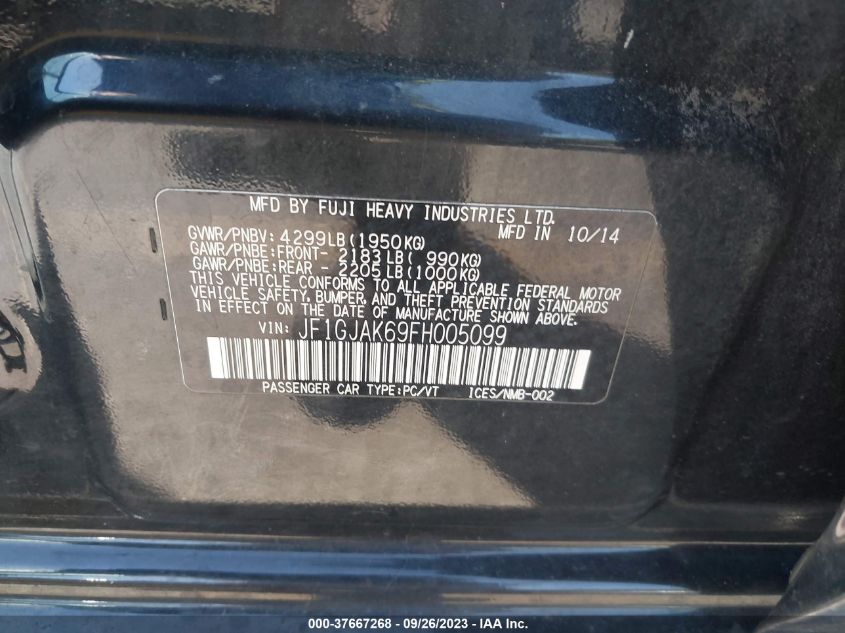 MFD BY FUJI HEAVY INDUSTRIES LTD.
GVWR/PNBV: 4299LB(1950KG) MFD IN 10/14
GAWR/PNBE:FRONT- 2183LB( 990KG)
GAWR/PNBE:REAR - 2205LB(1000KG)
THIS VEHICLE CONFORMS TO ALL APPLICABLE FEDERAL MOTOR
VEHICLE SAFETY, BUMPER, AND THEFT PREVENTION STANDARDS
IN EFFECT ON THE DATE OF MANUFACTURE SHOWN ABOVE.
VIN: JF1GJAK69FH005099
PASSENGER CAR TYPE:PC/VT ICES/NMB-002
000-37667268 - 09/26/2023 - IAA Inc.